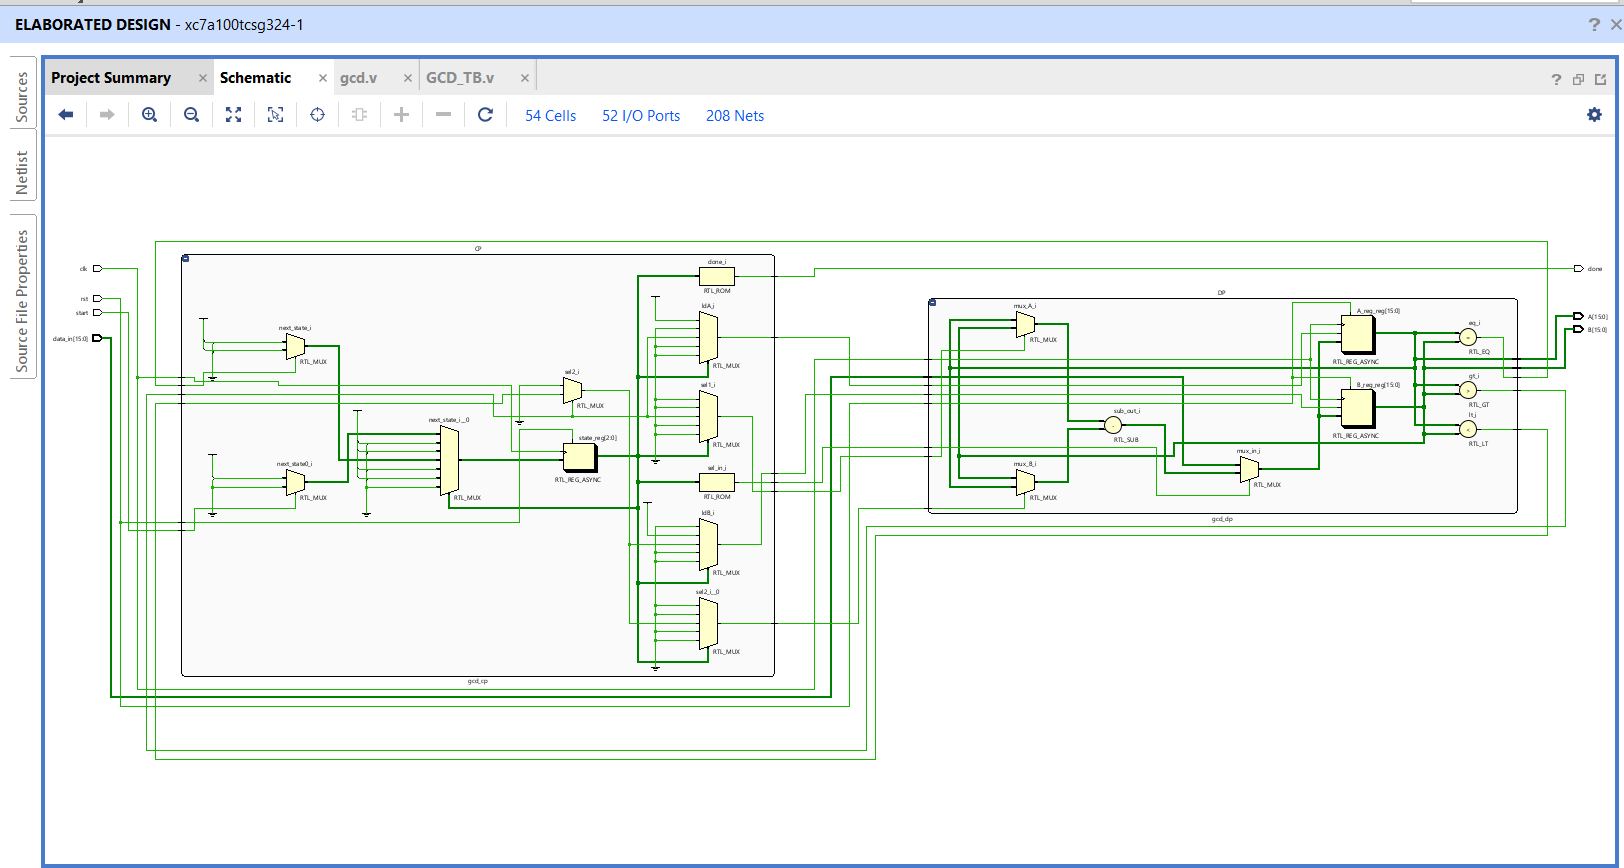 ELABORATED DESIGN - xc7a100tcsg324-1
Sources
Netlist
Source File Properties
Project Summary
Schematic
gcd.v
GCD_TB.v
54 Cells
52 I/O Ports
208 Nets
clk
rst
start
data_in[15:0]
CP
next_state_i
RTL_MUX
next_state0_i
RTL_MUX
next_state_i__0
RTL_MUX
sel2_i
RTL_MUX
state_reg[2:0]
RTL_REG_ASYNC
done_i
RTL_ROM
ldA_i
RTL_MUX
sel1_i
RTL_MUX
sel_in_i
RTL_ROM
ldB_i
RTL_MUX
sel2_i__0
RTL_MUX
gcd_cp
DP
mux_A_i
RTL_MUX
mux_B_i
RTL_MUX
sub_out_i
RTL_SUB
mux_in_i
RTL_MUX
A_reg_reg[15:0]
RTL_REG_ASYNC
B_reg_reg[15:0]
RTL_REG_ASYNC
eq_i
RTL_EQ
gt_i
RTL_GT
lt_i
RTL_LT
gcd_dp
done
A[15:0]
B[15:0]